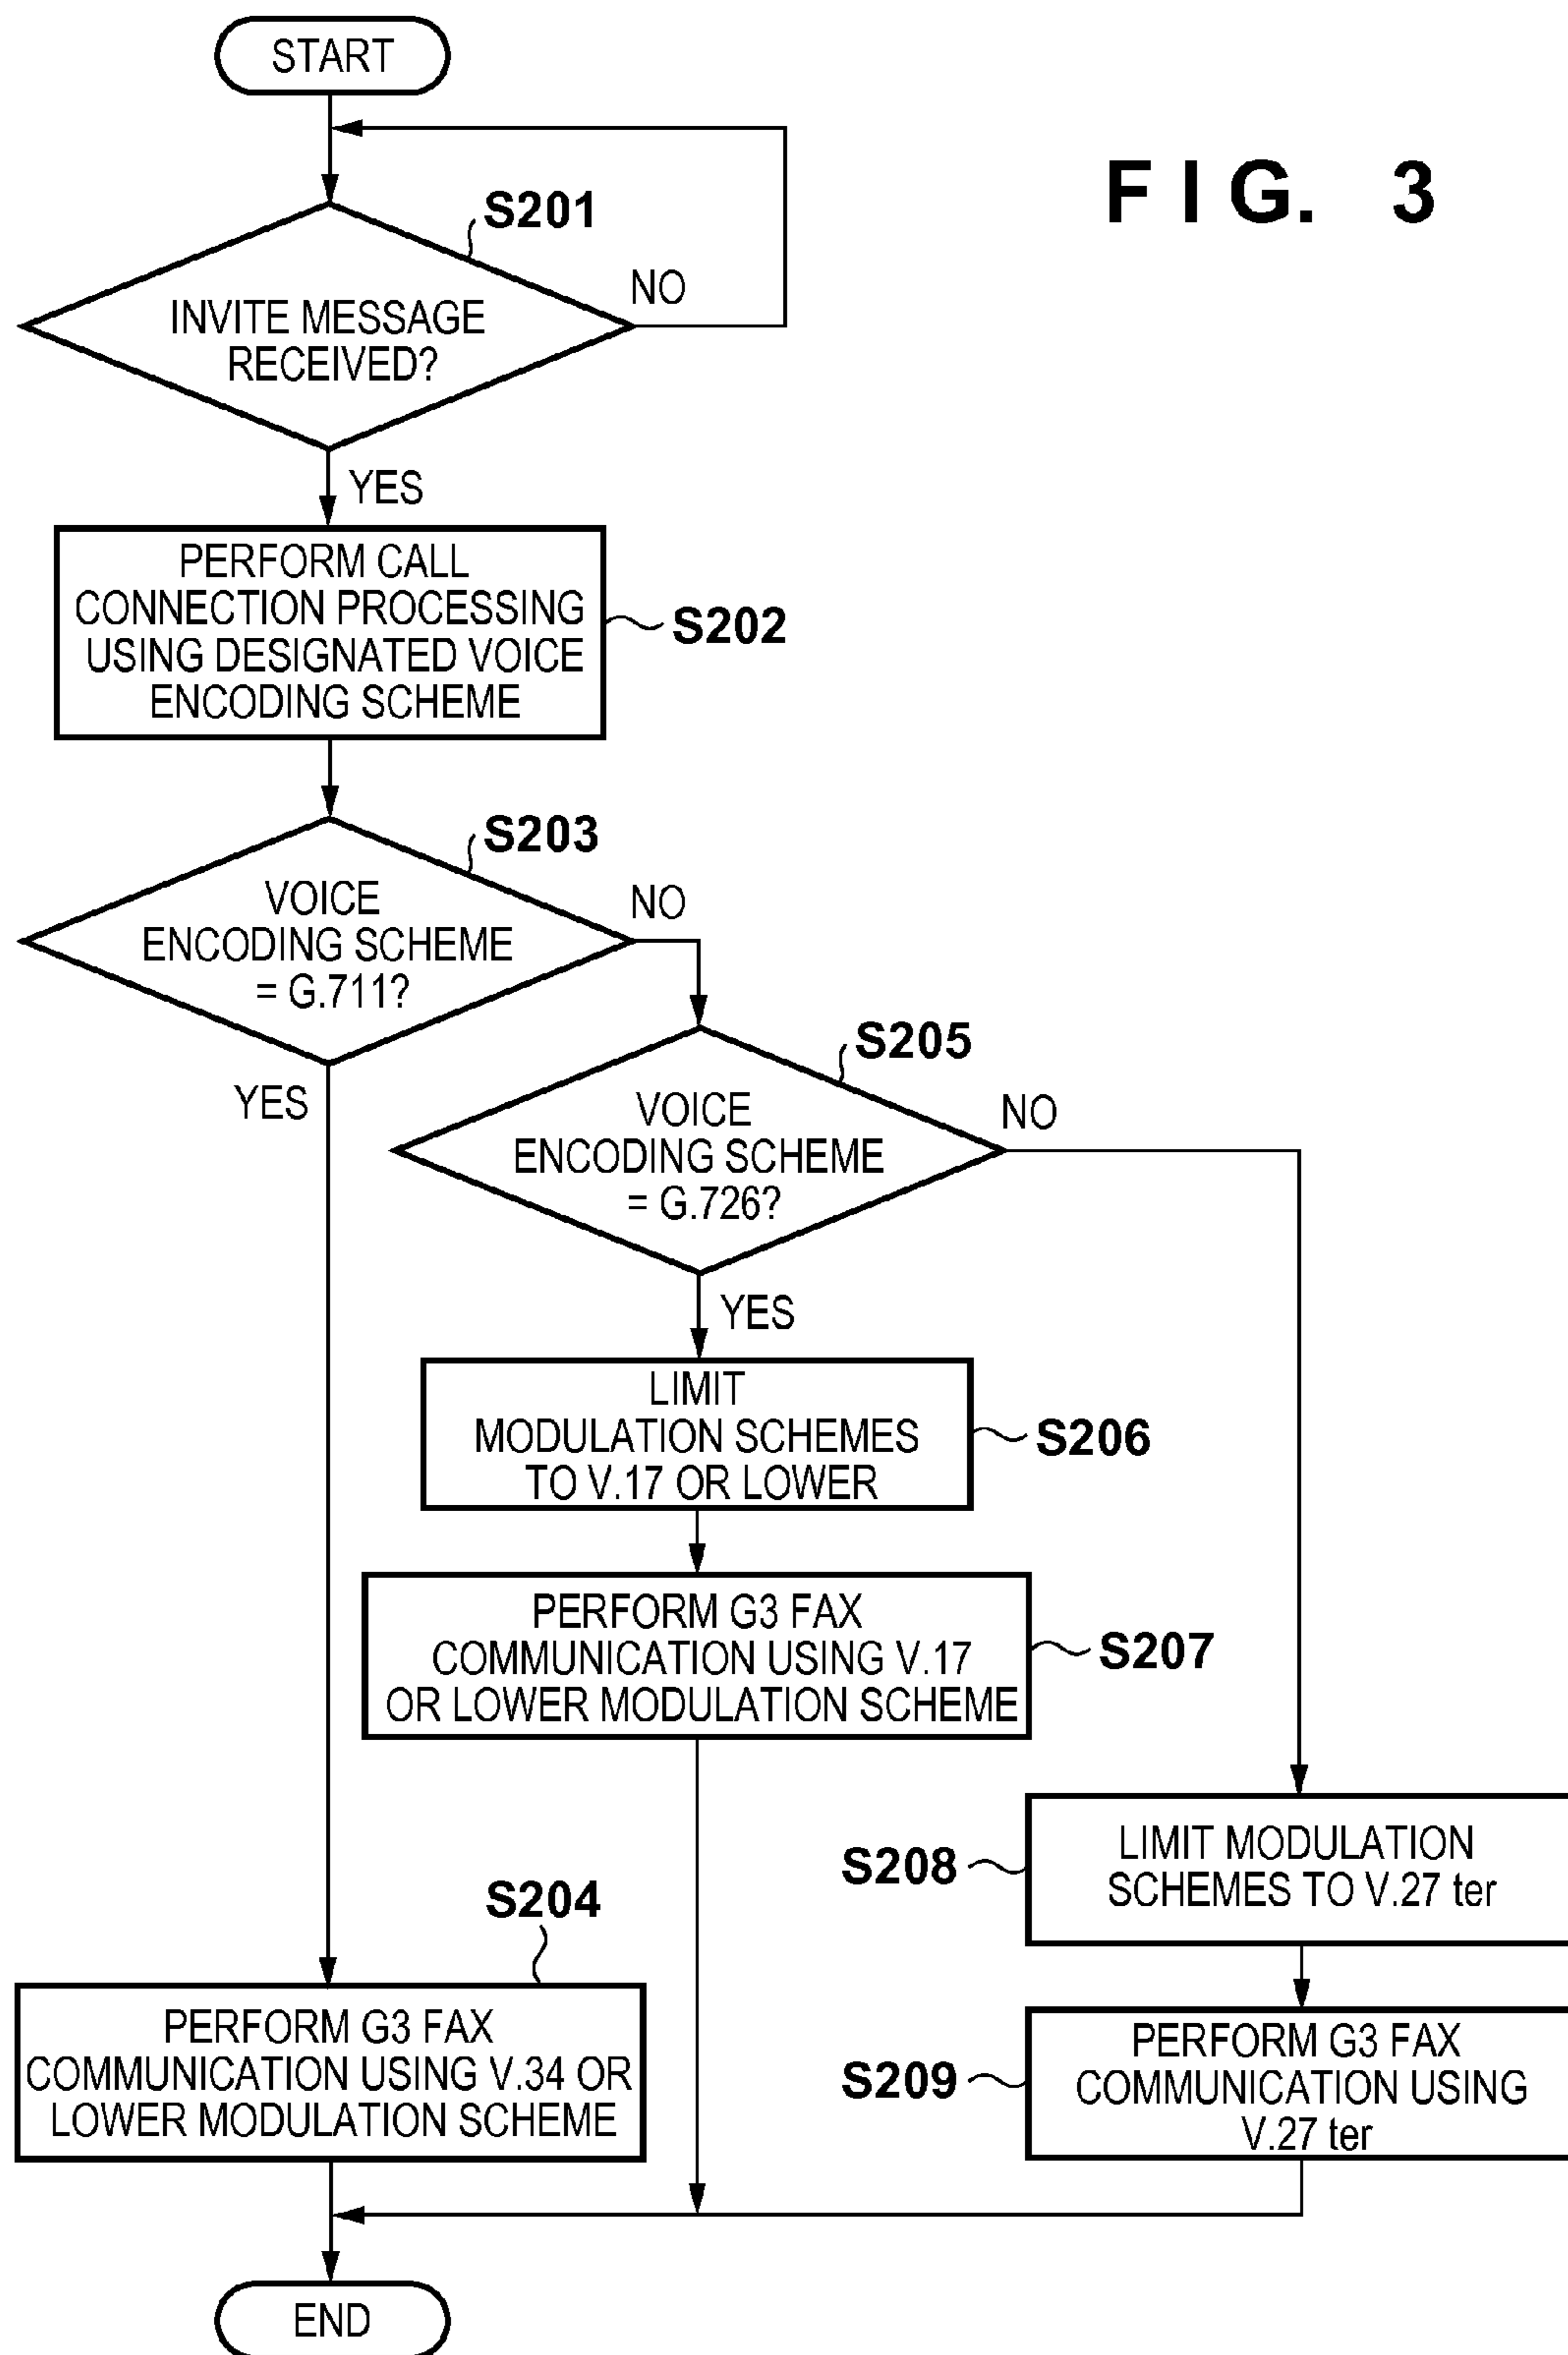 START
FIG. 3
S201
NO
INVITE MESSAGE
RECEIVED?
YES
PERFORM CALL
CONNECTION PROCESSING
USING DESIGNATED VOICE
ENCODING SCHEME
S202
S203
NO
VOICE
ENCODING SCHEME
= G.711?
YES
S205
NO
VOICE
ENCODING SCHEME
= G.726?
YES
LIMIT
MODULATION SCHEMES
TO V.17 OR LOWER
S206
PERFORM G3 FAX
COMMUNICATION USING V.17
OR LOWER MODULATION SCHEME
S207
S208
LIMIT MODULATION
SCHEMES TO V.27 ter
S204
PERFORM G3 FAX
COMMUNICATION USING V.34 OR
LOWER MODULATION SCHEME
S209
PERFORM G3 FAX
COMMUNICATION USING
V.27 ter
END